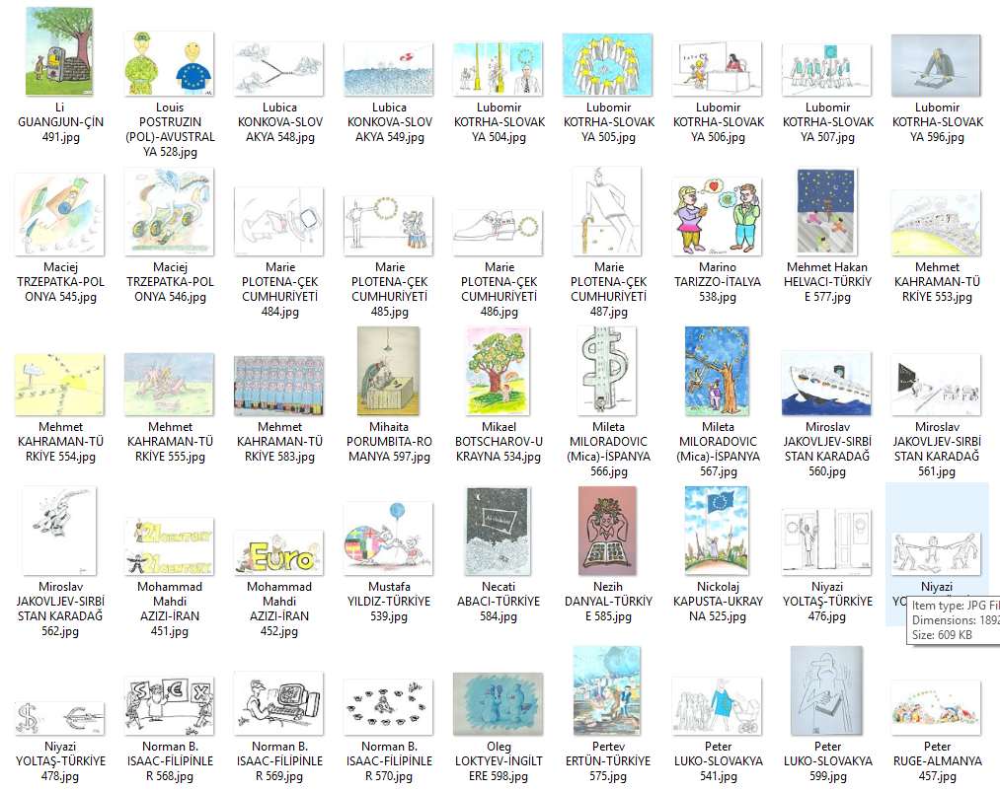 Li
GUANGJUN-ÇİN
491.jpg
Louis
POSTRUZIN
(POL)-AVUSTRAL
YA 528.jpg
Lubica
KONKOVA-SLOV
AKYA 548.jpg
Lubica
KONKOVA-SLOV
AKYA 549.jpg
Lubomir
KOTRHA-SLOVAK
YA 504.jpg
Lubomir
KOTRHA-SLOVAK
YA 505.jpg
Lubomir
KOTRHA-SLOVAK
YA 506.jpg
Lubomir
KOTRHA-SLOVAK
YA 507.jpg
Lubomir
KOTRHA-SLOVAK
YA 596.jpg
Maciej
TRZEPATKA-POL
ONYA 545.jpg
Maciej
TRZEPATKA-POL
ONYA 546.jpg
Marie
PLOTENA-ÇEK
CUMHURİYETİ
484.jpg
Marie
PLOTENA-ÇEK
CUMHURİYETİ
485.jpg
Marie
PLOTENA-ÇEK
CUMHURİYETİ
486.jpg
Marie
PLOTENA-ÇEK
CUMHURİYETİ
487.jpg
Marino
TARIZZO-İTALYA
538.jpg
Mehmet Hakan
HELVACI-TÜRKİY
E 577.jpg
Mehmet
KAHRAMAN-TÜ
RKİYE 553.jpg
Mehmet
KAHRAMAN-TÜ
RKİYE 554.jpg
Mehmet
KAHRAMAN-TÜ
RKİYE 555.jpg
Mehmet
KAHRAMAN-TÜ
RKİYE 583.jpg
Mihaita
PORUMBITA-RO
MANYA 597.jpg
Mikael
BOTSCHAROV-U
KRAYNA 534.jpg
Mileta
MILORADOVIC
(Mica)-İSPANYA
566.jpg
Mileta
MILORADOVIC
(Mica)-İSPANYA
567.jpg
Miroslav
JAKOVLJEV-SIRBİ
STAN KARADAĞ
560.jpg
Miroslav
JAKOVLJEV-SIRBİ
STAN KARADAĞ
561.jpg
21 CENTURY
21 CENTURY
Euro
Miroslav
JAKOVLJEV-SIRBİ
STAN KARADAĞ
562.jpg
Mohammad
Mahdi
AZIZI-İRAN
451.jpg
Mohammad
Mahdi
AZIZI-İRAN
452.jpg
Mustafa
YILDIZ-TÜRKİYE
539.jpg
Necati
ABACI-TÜRKİYE
584.jpg
Nezih
DANYAL-TÜRKİY
E 585.jpg
Nickolaj
KAPUSTA-UKRAY
NA 525.jpg
Niyazi
YOLTAŞ-TÜRKİYE
476.jpg
Niyazi
Item type: JPG Fil
Dimensions: 1892
Size: 609 KB
Niyazi
YOLTAŞ-TÜRKİYE
478.jpg
Norman B.
ISAAC-FİLİPİNLE
R 568.jpg
Norman B.
ISAAC-FİLİPİNLE
R 569.jpg
Norman B.
ISAAC-FİLİPİNLE
R 570.jpg
Oleg
LOKTYEV-İNGİLT
ERE 598.jpg
Pertev
ERTÜN-TÜRKİYE
575.jpg
Peter
LUKO-SLOVAKYA
541.jpg
Peter
LUKO-SLOVAKYA
599.jpg
Peter
RUGE-ALMANYA
457.jpg